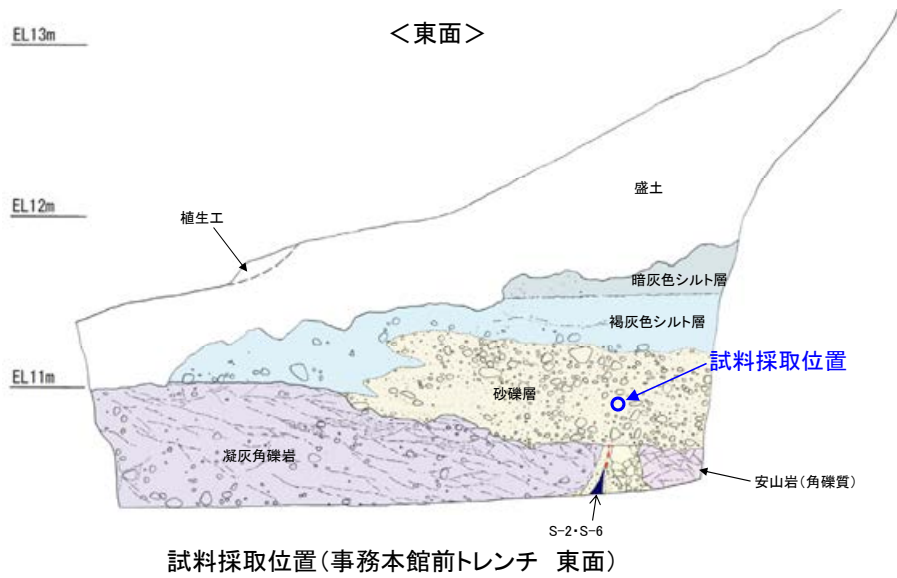 EL13m
＜東面＞
盛土
EL12m
植生工
暗灰色シルト層
褐灰色シルト層
試料採取位置
EL11m
砂礫層
凝灰角礫岩
安山岩(角礫質)
S-2・S-6
試料採取位置(事務本館前トレンチ　東面)